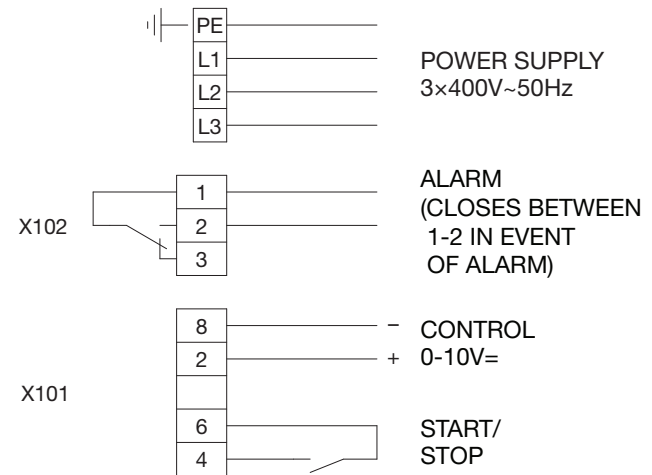 PE
L1
L2
L3
POWER SUPPLY
3×400V~50Hz
X102
1
2
3
ALARM
(CLOSES BETWEEN
1-2 IN EVENT
OF ALARM)
X101
8
2
6
4
−
+
CONTROL
0-10V=
START/
STOP